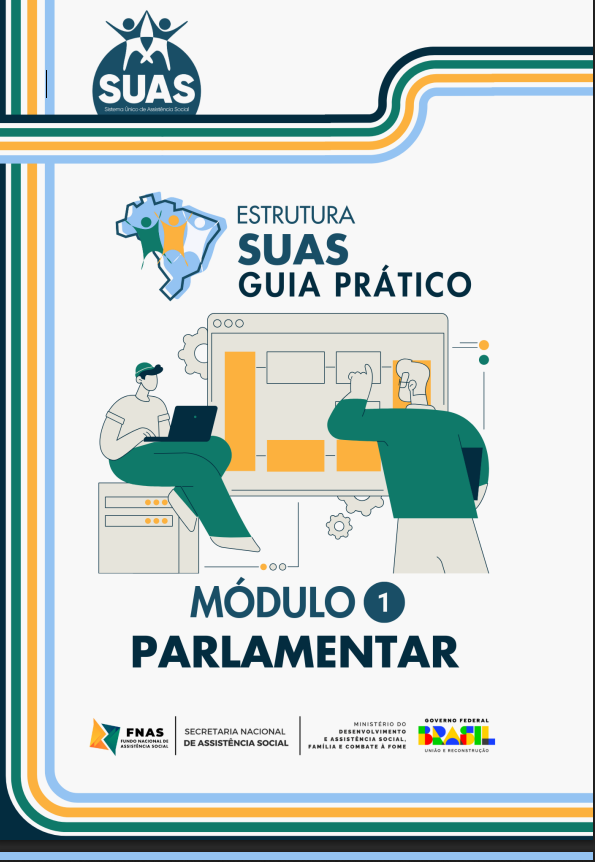 SUAS
Sistema Único de Assistência Social
ESTRUTURA
SUAS
GUIA PRÁTICO
MÓDULO 1
PARLAMENTAR
FNAS
FUNDO NACIONAL DE
ASSISTÊNCIA SOCIAL
SECRETARIA NACIONAL
DE ASSISTÊNCIA SOCIAL
MINISTÉRIO DO
DESENVOLVIMENTO
E ASSISTÊNCIA SOCIAL,
FAMÍLIA E COMBATE À FOME
GOVERNO FEDERAL
BRASIL
UNIÃO E RECONSTRUÇÃO